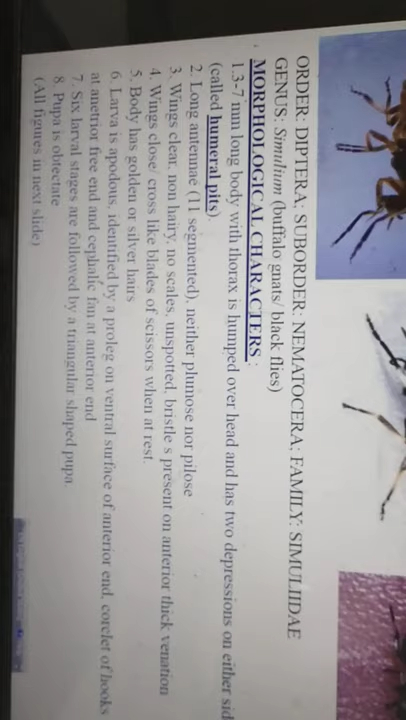 ORDER: DIPTERA; SUBORDER: NEMATOCERA; FAMILY: SIMULIIDAE
GENUS: Simulium (buffalo gnats/ black flies)
MORPHOLOGICAL CHARACTERS :
1.3-7 mm long body with thorax is humped over head and has two depressions on either sid
(called humeral pits)
2. Long antennae (11 segmented), neither plumose nor pilose
3. Wings clear, non hairy, no scales, unspotted, bristle s present on anterior thick venation
4. Wings close/ cross like blades of scissors when at rest.
5. Body has golden or silver hairs
6. Larva is apodous, identified by a proleg on ventral surface of anterior end, corclet of hooks
at anetrior free end and cephalic fan at anterior end
7. Six larval stages are followed by a triangular shaped pupa.
8. Pupa is obtectate
(All figures in next slide)